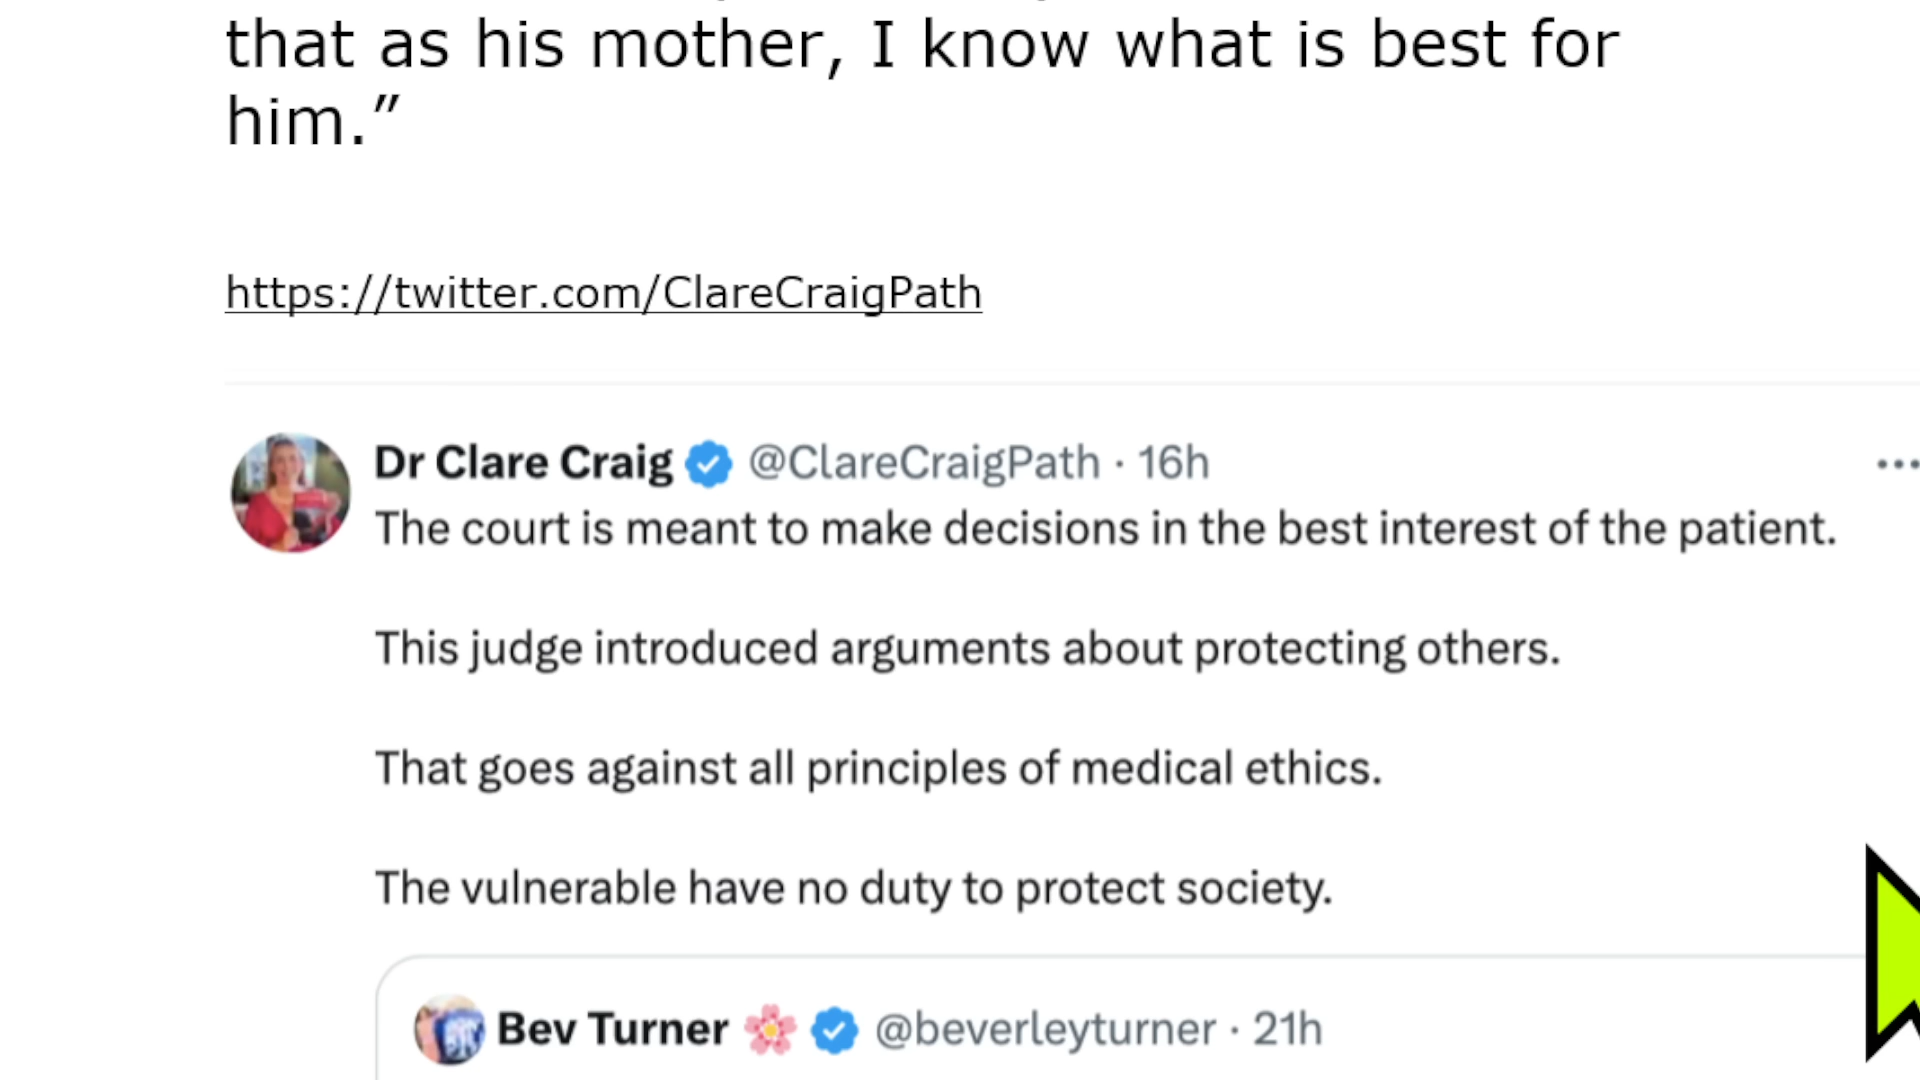 that as his mother, I know what is best for
him.”
https://twitter.com/ClareCraigPath
Dr Clare Craig @ClareCraigPath · 16h
The court is meant to make decisions in the best interest of the patient.
This judge introduced arguments about protecting others.
That goes against all principles of medical ethics.
The vulnerable have no duty to protect society.
Bev Turner 🌸 @beverleyturner · 21h